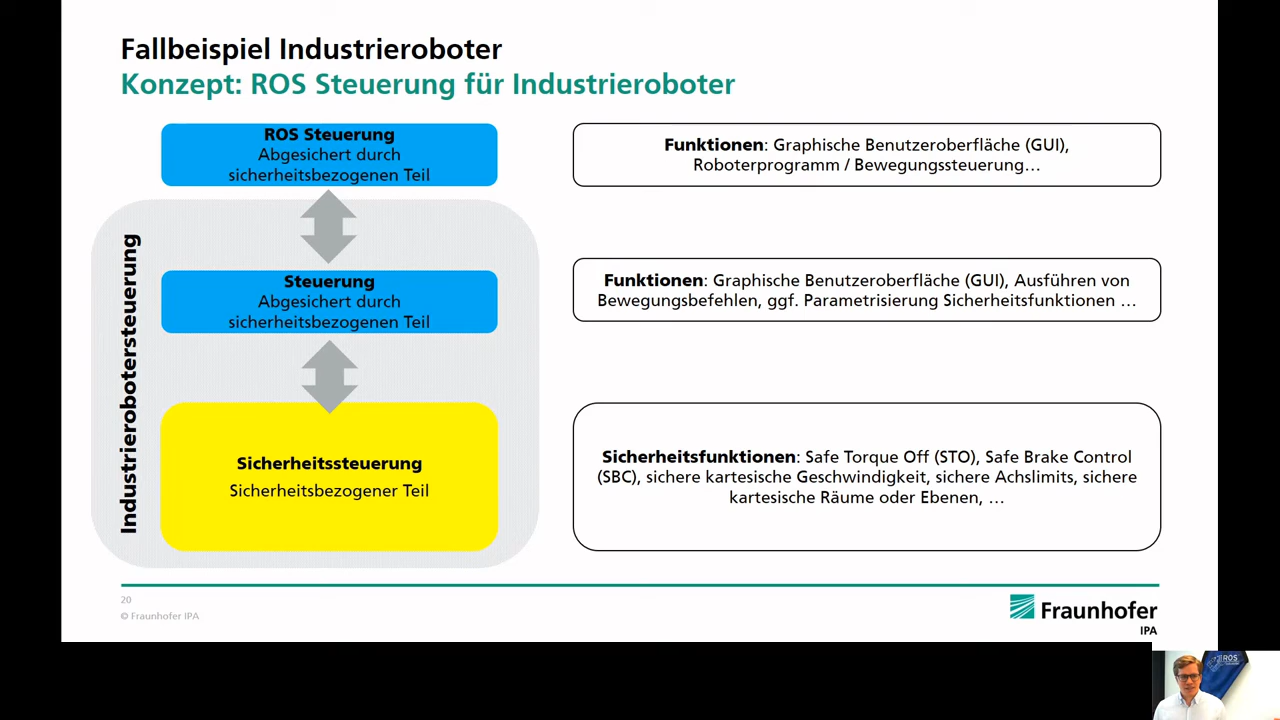 Fallbeispiel Industrieroboter
Konzept: ROS Steuerung für Industrieroboter
ROS Steuerung
Abgesichert durch
sicherheitsbezogenen Teil
Funktionen: Graphische Benutzeroberfläche (GUI),
Roboterprogramm / Bewegungssteuerung…
Industrierobotersteuerung
Steuerung
Abgesichert durch
sicherheitsbezogenen Teil
Funktionen: Graphische Benutzeroberfläche (GUI), Ausführen von
Bewegungsbefehlen, ggf. Parametrisierung Sicherheitsfunktionen …
Sicherheitssteuerung
Sicherheitsbezogener Teil
Sicherheitsfunktionen: Safe Torque Off (STO), Safe Brake Control
(SBC), sichere kartesische Geschwindigkeit, sichere Achslimits, sichere
kartesische Räume oder Ebenen, …
20
© Fraunhofer IPA
Fraunhofer
IPA
ROS